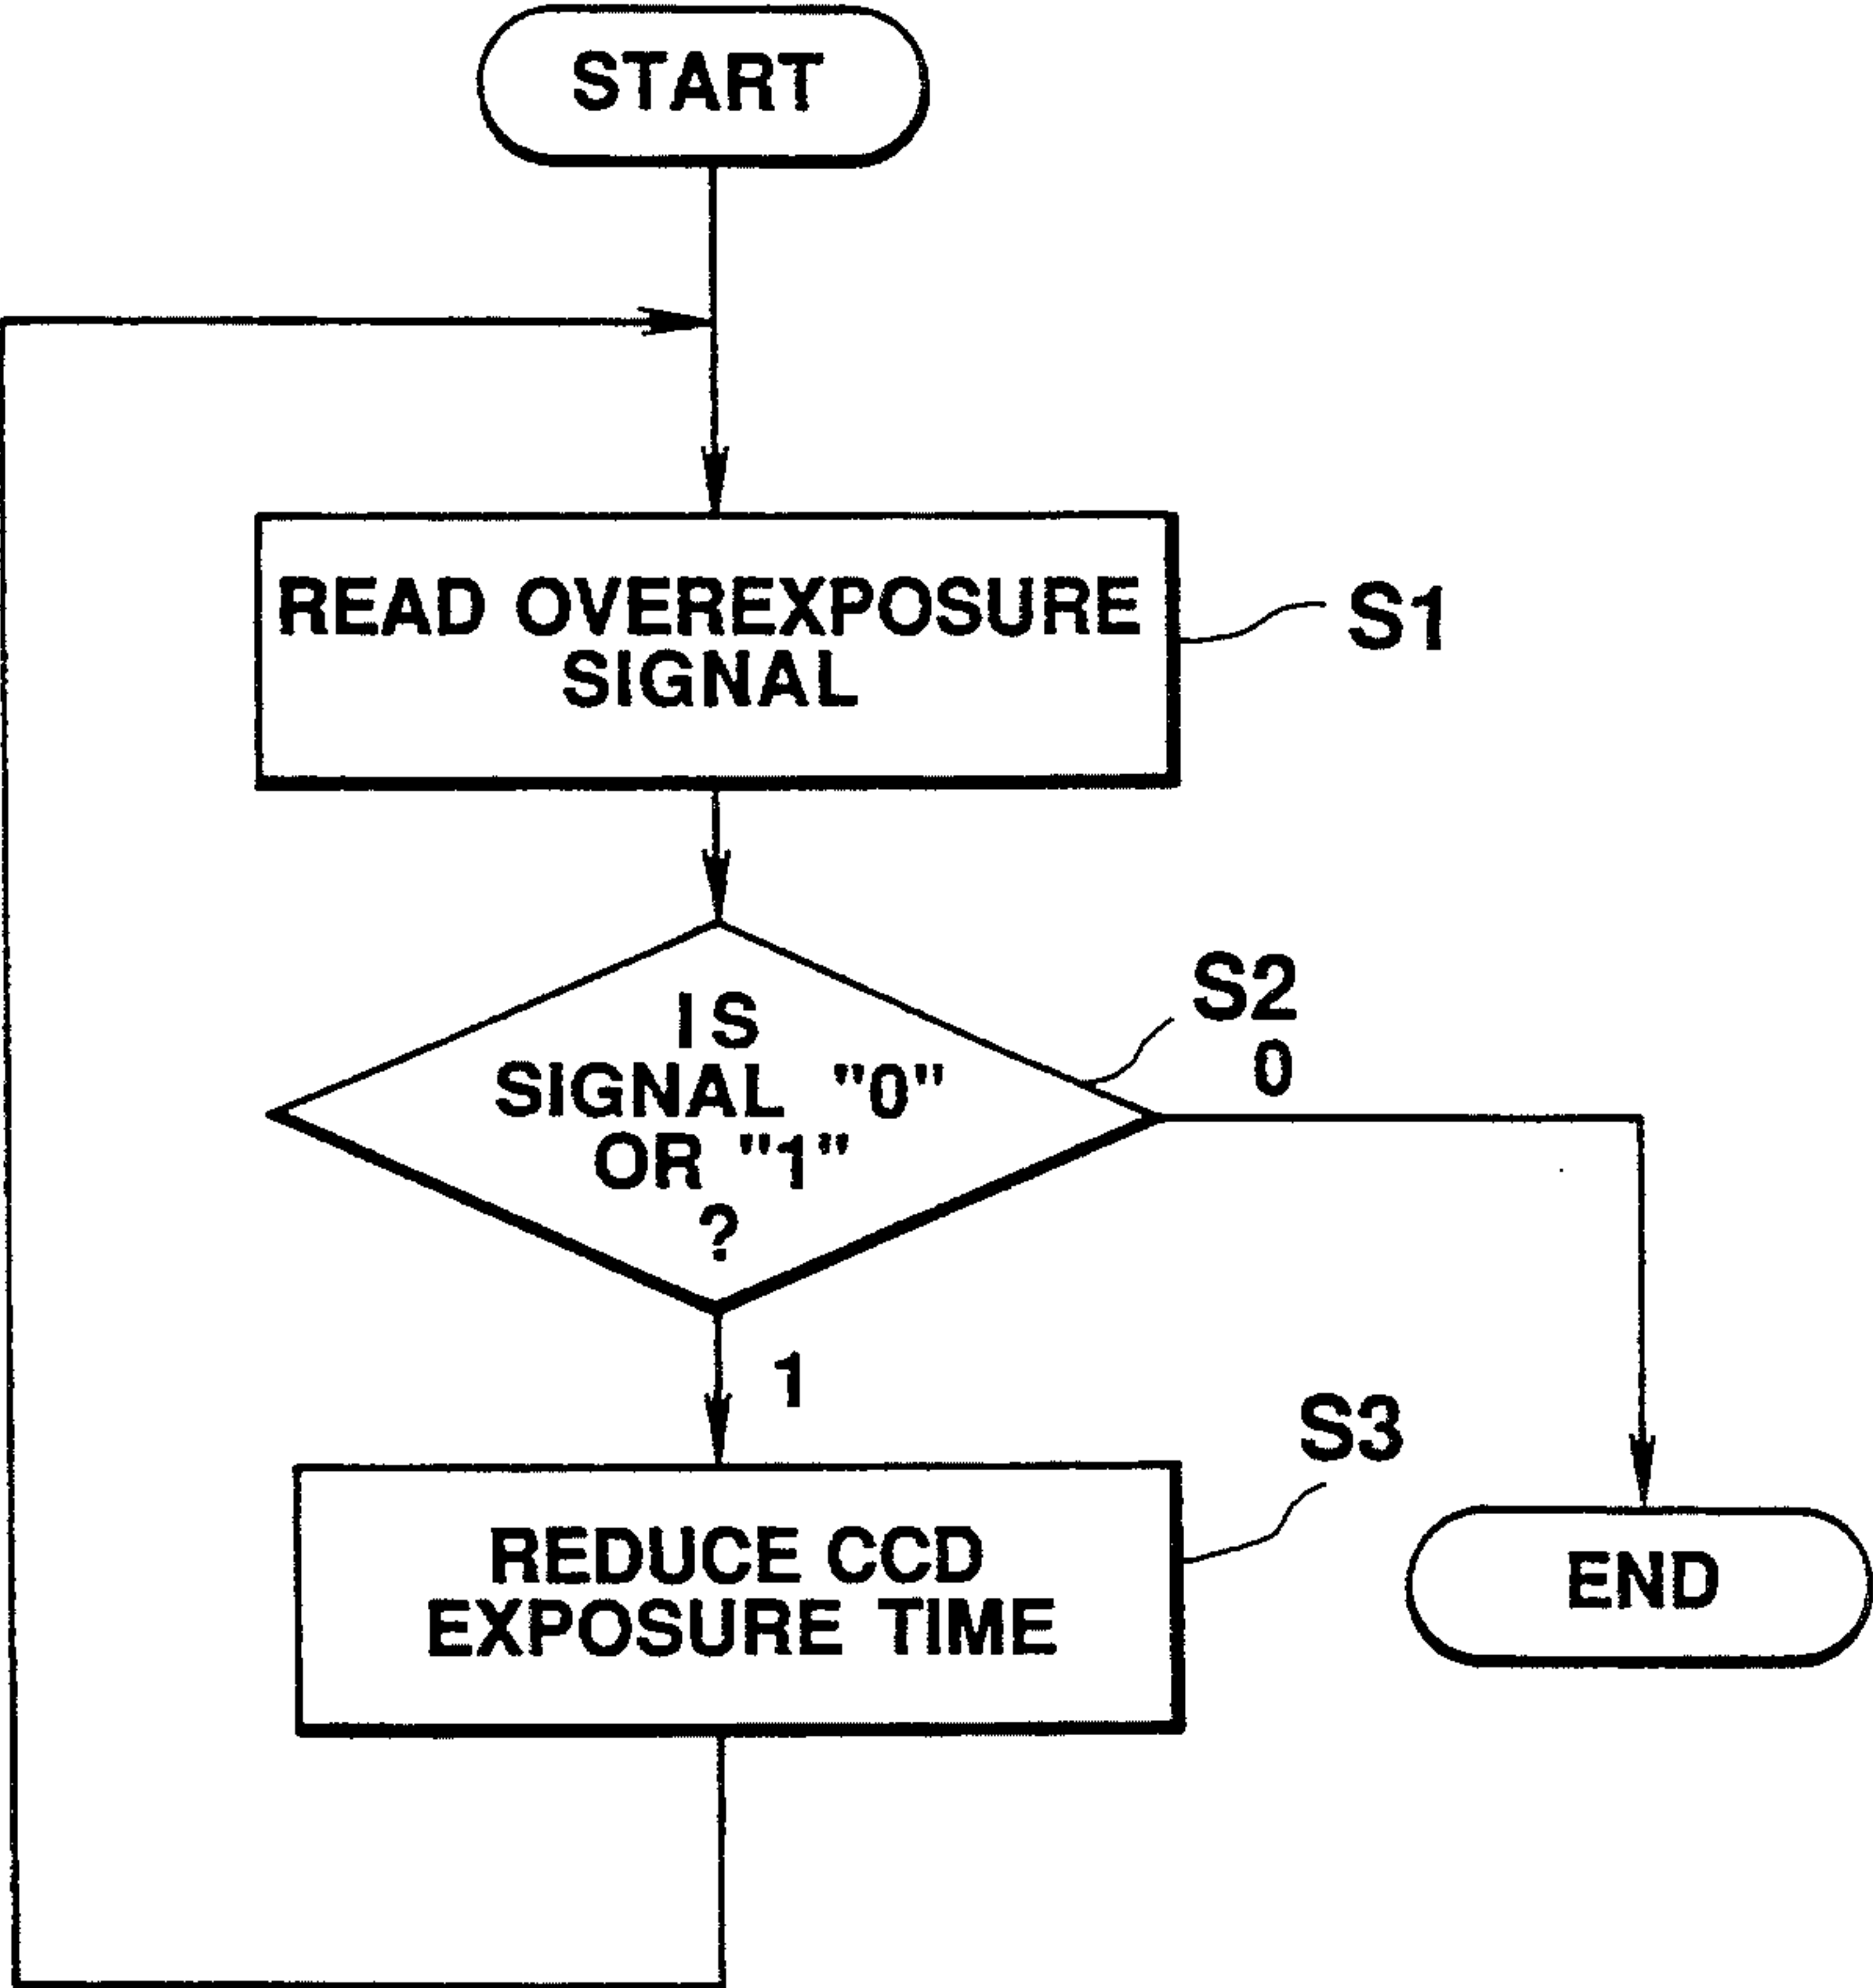 START
READ OVEREXPOSURE
SIGNAL
S1
IS
SIGNAL "0"
OR "1"
?
S2
0
1
REDUCE CCD
EXPOSURE TIME
S3
END